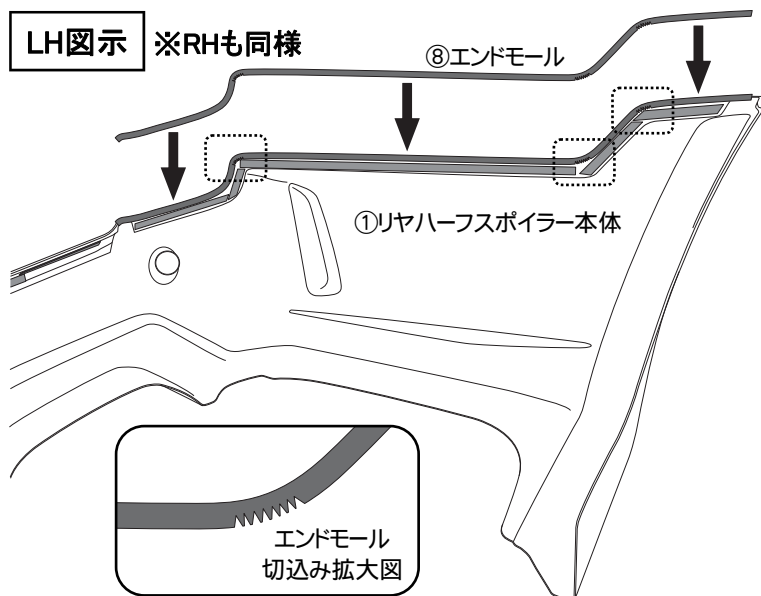 LH図示 ※RHも同様
⑧エンドモール
①リヤハーフスポイラー本体
エンドモール
切込み拡大図